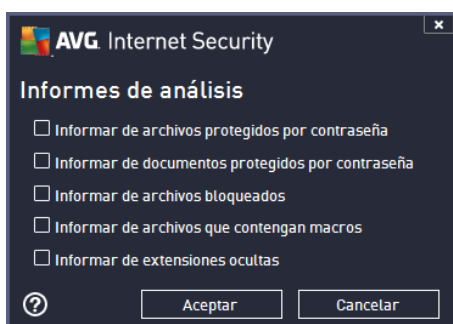 AVG. Internet Security
x
Informes de análisis
Informar de archivos protegidos por contraseña
Informar de documentos protegidos por contraseña
Informar de archivos bloqueados
Informar de archivos que contengan macros
Informar de extensiones ocultas
?
Aceptar
Cancelar